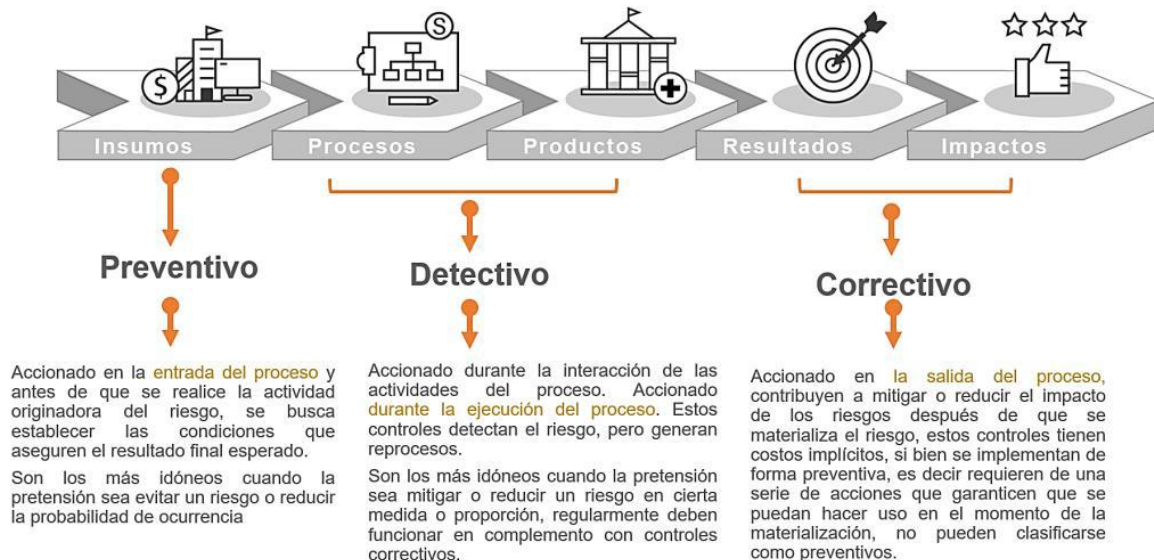 $
S
Insumos
Procesos
Productos
Resultados
Impactos
Preventivo
Detectivo
Correctivo
Accionado en la entrada del proceso y
antes de que se realice la actividad
originadora del riesgo, se busca
establecer las condiciones que
aseguren el resultado final esperado.
Son los más idóneos cuando la
pretensión sea evitar un riesgo o reducir
la probabilidad de ocurrencia
Accionado durante la interacción de las
actividades del proceso. Accionado
durante la ejecución del proceso. Estos
controles detectan el riesgo, pero generan
reprocesos.
Son los más idóneos cuando la pretensión
sea mitigar o reducir un riesgo en cierta
medida o proporción, regularmente deben
funcionar en complemento con controles
correctivos.
Accionado en la salida del proceso,
contribuyen a mitigar o reducir el impacto
de los riesgos después de que se
materializa el riesgo, estos controles tienen
costos implícitos, si bien se implementan de
forma preventiva, es decir requieren de una
serie de acciones que garanticen que se
puedan hacer uso en el momento de la
materialización, no pueden clasificarse
como preventivos.